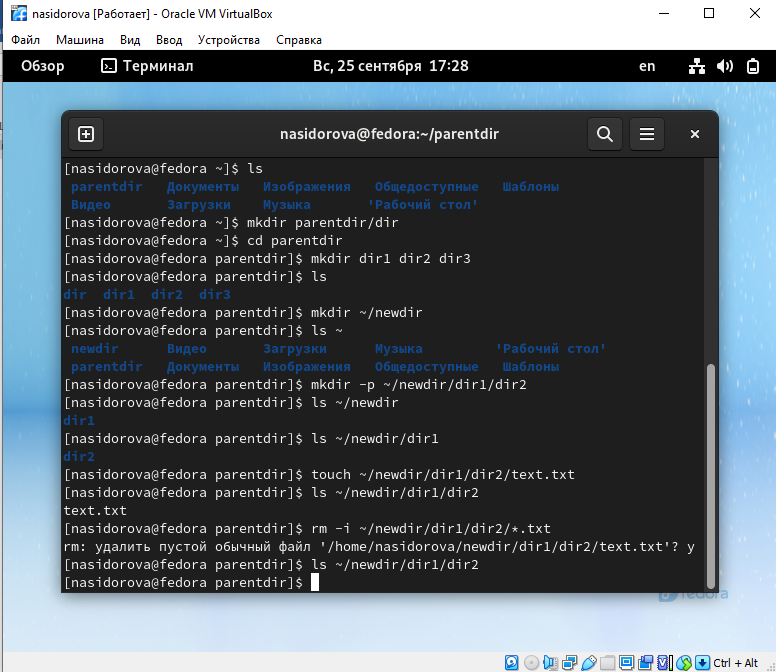 nasidorova [Работает] - Oracle VM VirtualBox
Файл Машина Вид Ввод Устройства Справка
Обзор Терминал Вс, 25 сентября 17:28 en
nasidorova@fedora:~/parentdir
[nasidorova@fedora ~]$ ls
parentdir Документы Изображения Общедоступные Шаблоны
Видео Загрузки Музыка 'Рабочий стол'
[nasidorova@fedora ~]$ mkdir parentdir/dir
[nasidorova@fedora ~]$ cd parentdir
[nasidorova@fedora parentdir]$ mkdir dir1 dir2 dir3
[nasidorova@fedora parentdir]$ ls
dir dir1 dir2 dir3
[nasidorova@fedora parentdir]$ mkdir ~/newdir
[nasidorova@fedora parentdir]$ ls ~
newdir Видео Загрузки Музыка 'Рабочий стол'
parentdir Документы Изображения Общедоступные Шаблоны
[nasidorova@fedora parentdir]$ mkdir -p ~/newdir/dir1/dir2
[nasidorova@fedora parentdir]$ ls ~/newdir
dir1
[nasidorova@fedora parentdir]$ ls ~/newdir/dir1
dir2
[nasidorova@fedora parentdir]$ touch ~/newdir/dir1/dir2/text.txt
[nasidorova@fedora parentdir]$ ls ~/newdir/dir1/dir2
text.txt
[nasidorova@fedora parentdir]$ rm -i ~/newdir/dir1/dir2/*.txt
rm: удалить пустой обычный файл '/home/nasidorova/newdir/dir1/dir2/text.txt'? y
[nasidorova@fedora parentdir]$ ls ~/newdir/dir1/dir2
[nasidorova@fedora parentdir]$
fedora
Ctrl + Alt